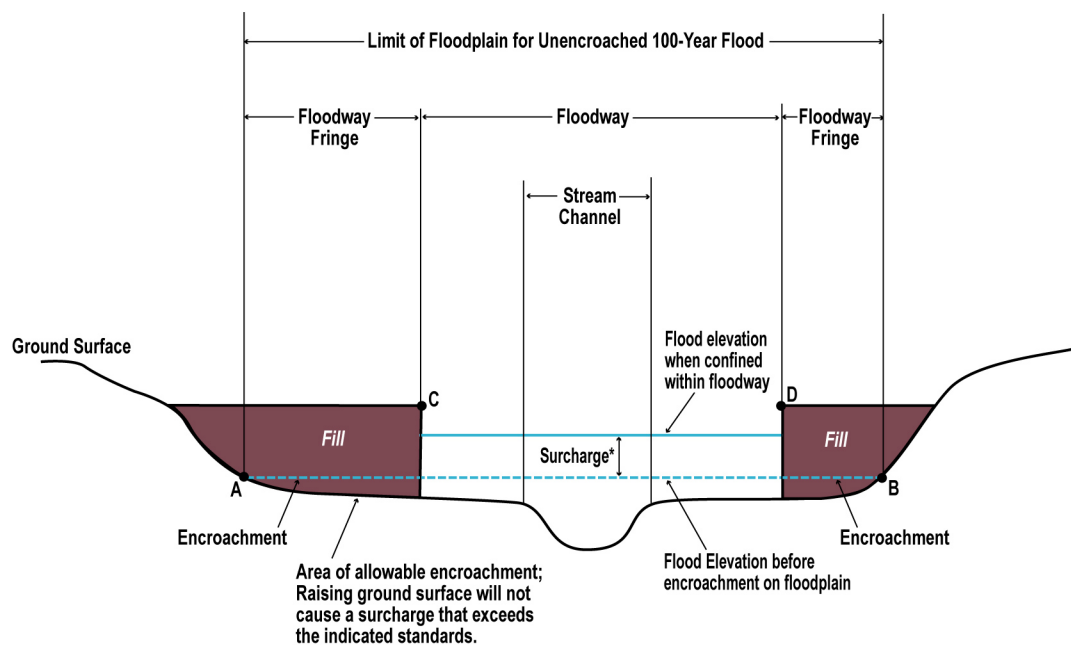 Limit of Floodplain for Unencroached 100-Year Flood
Floodway
Fringe
Floodway
Floodway
Fringe
Stream
Channel
Ground Surface
Flood elevation
when confined
within floodway
C
D
Fill
Fill
Surcharge*
A
B
Encroachment
Encroachment
Flood Elevation before
encroachment on floodplain
Area of allowable encroachment;
Raising ground surface will not
cause a surcharge that exceeds
the indicated standards.